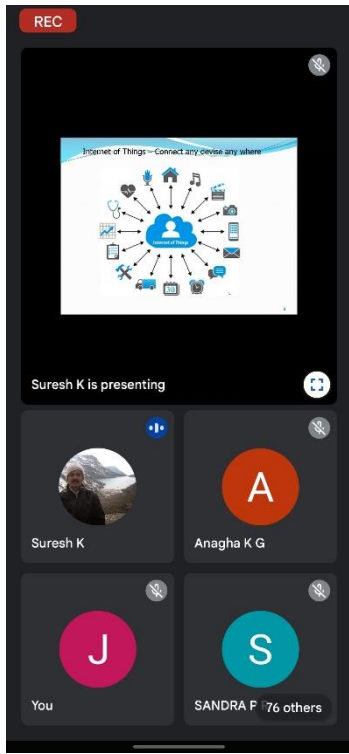 REC
Internet of Things – Connect any devise any where
Internet of Things
30
Suresh K is presenting
Suresh K
A
Anagha K G
J
You
S
SANDRA P
76 others